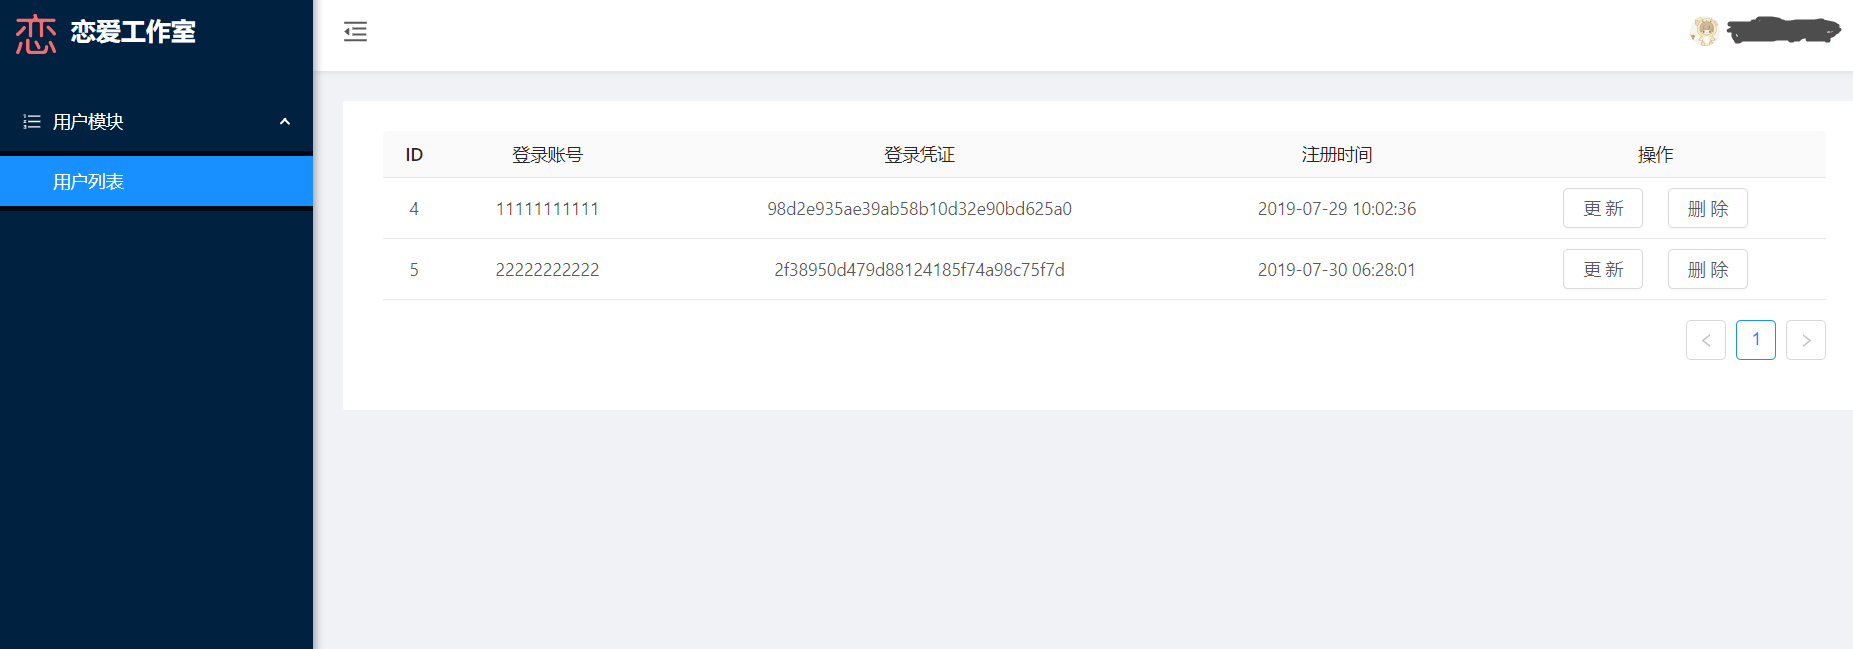 恋 恋爱工作室
用户模块
用户列表
ID 登录账号 登录凭证 注册时间 操作
4 11111111111 98d2e935ae39ab58b10d32e90bd625a0 2019-07-29 10:02:36 更 新 删 除
5 22222222222 2f38950d479d88124185f74a98c75f7d 2019-07-30 06:28:01 更 新 删 除
< 1 >